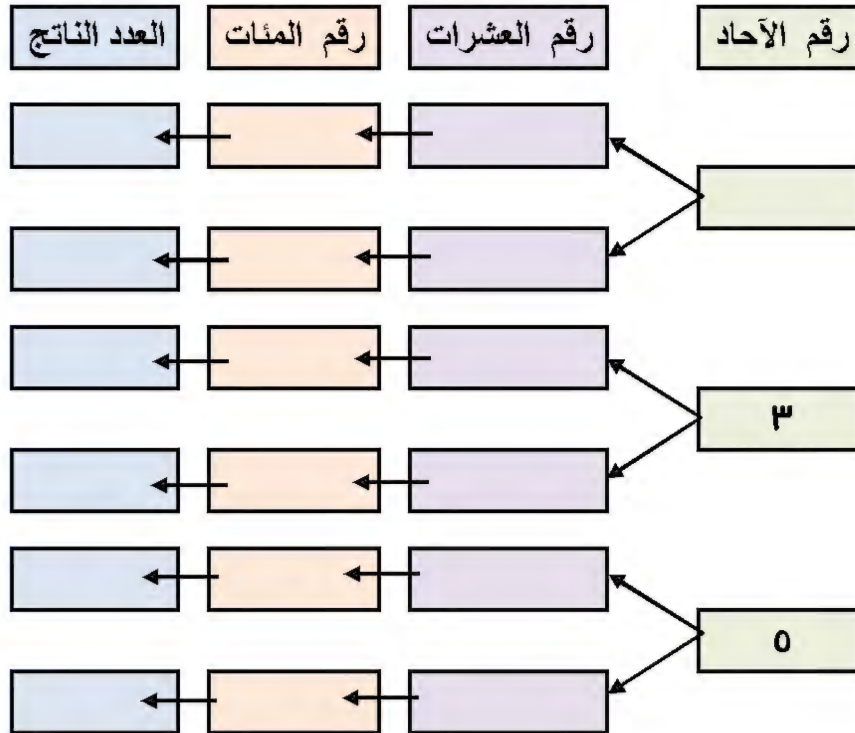 رقم الآحاد رقم العشرات رقم المئات العدد الناتج
٣
٥